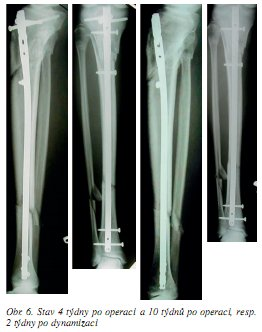 Obr. 6. Stav 4 týdny po operaci a 10 týdnů po operaci, resp.
2 týdny po dynamizaci